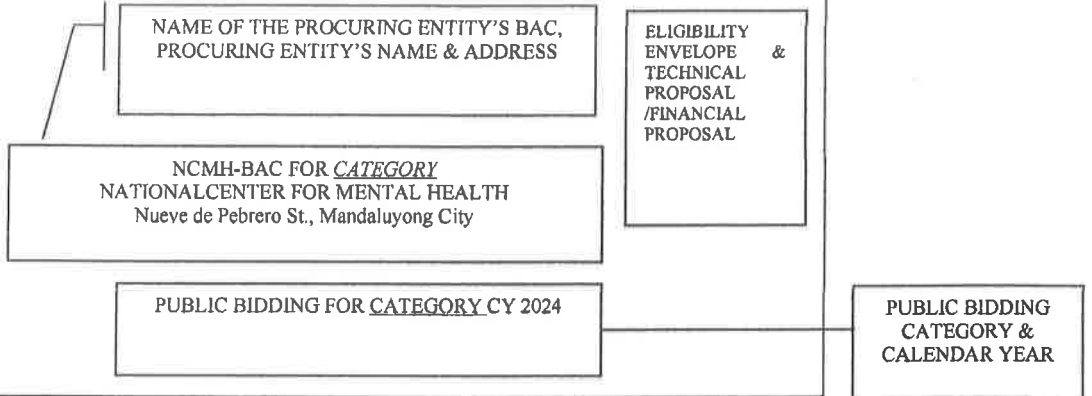 NAME OF THE PROCURING ENTITY'S BAC,
PROCURING ENTITY'S NAME & ADDRESS
ELIGIBILITY
ENVELOPE &
TECHNICAL
PROPOSAL
/FINANCIAL
PROPOSAL
NCMH-BAC FOR CATEGORY
NATIONALCENTER FOR MENTAL HEALTH
Nueve de Pebrero St., Mandaluyong City
PUBLIC BIDDING FOR CATEGORY CY 2024
PUBLIC BIDDING
CATEGORY &
CALENDAR YEAR